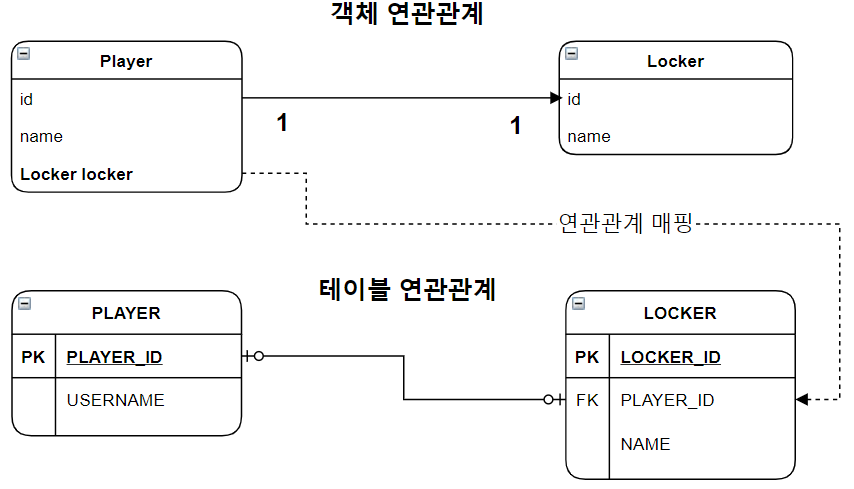 객체 연관관계
Player
id
name
Locker locker
1
1
Locker
id
name
연관관계 매핑
테이블 연관관계
PLAYER
PK PLAYER_ID
USERNAME
LOCKER
PK LOCKER_ID
FK PLAYER_ID
NAME